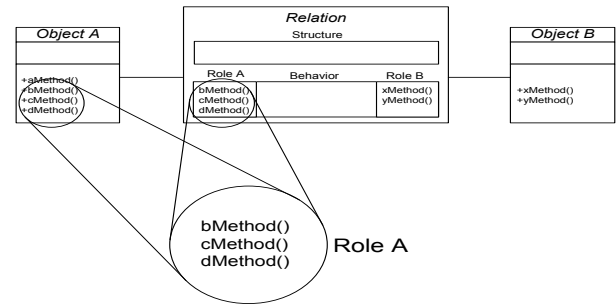 Object A
+aMethod()
+bMethod()
+cMethod()
+dMethod()
Relation
Structure
Role A
Behavior
Role B
bMethod()
cMethod()
dMethod()
xMethod()
yMethod()
Object B
+xMethod()
+yMethod()
bMethod()
cMethod()
dMethod()
Role A